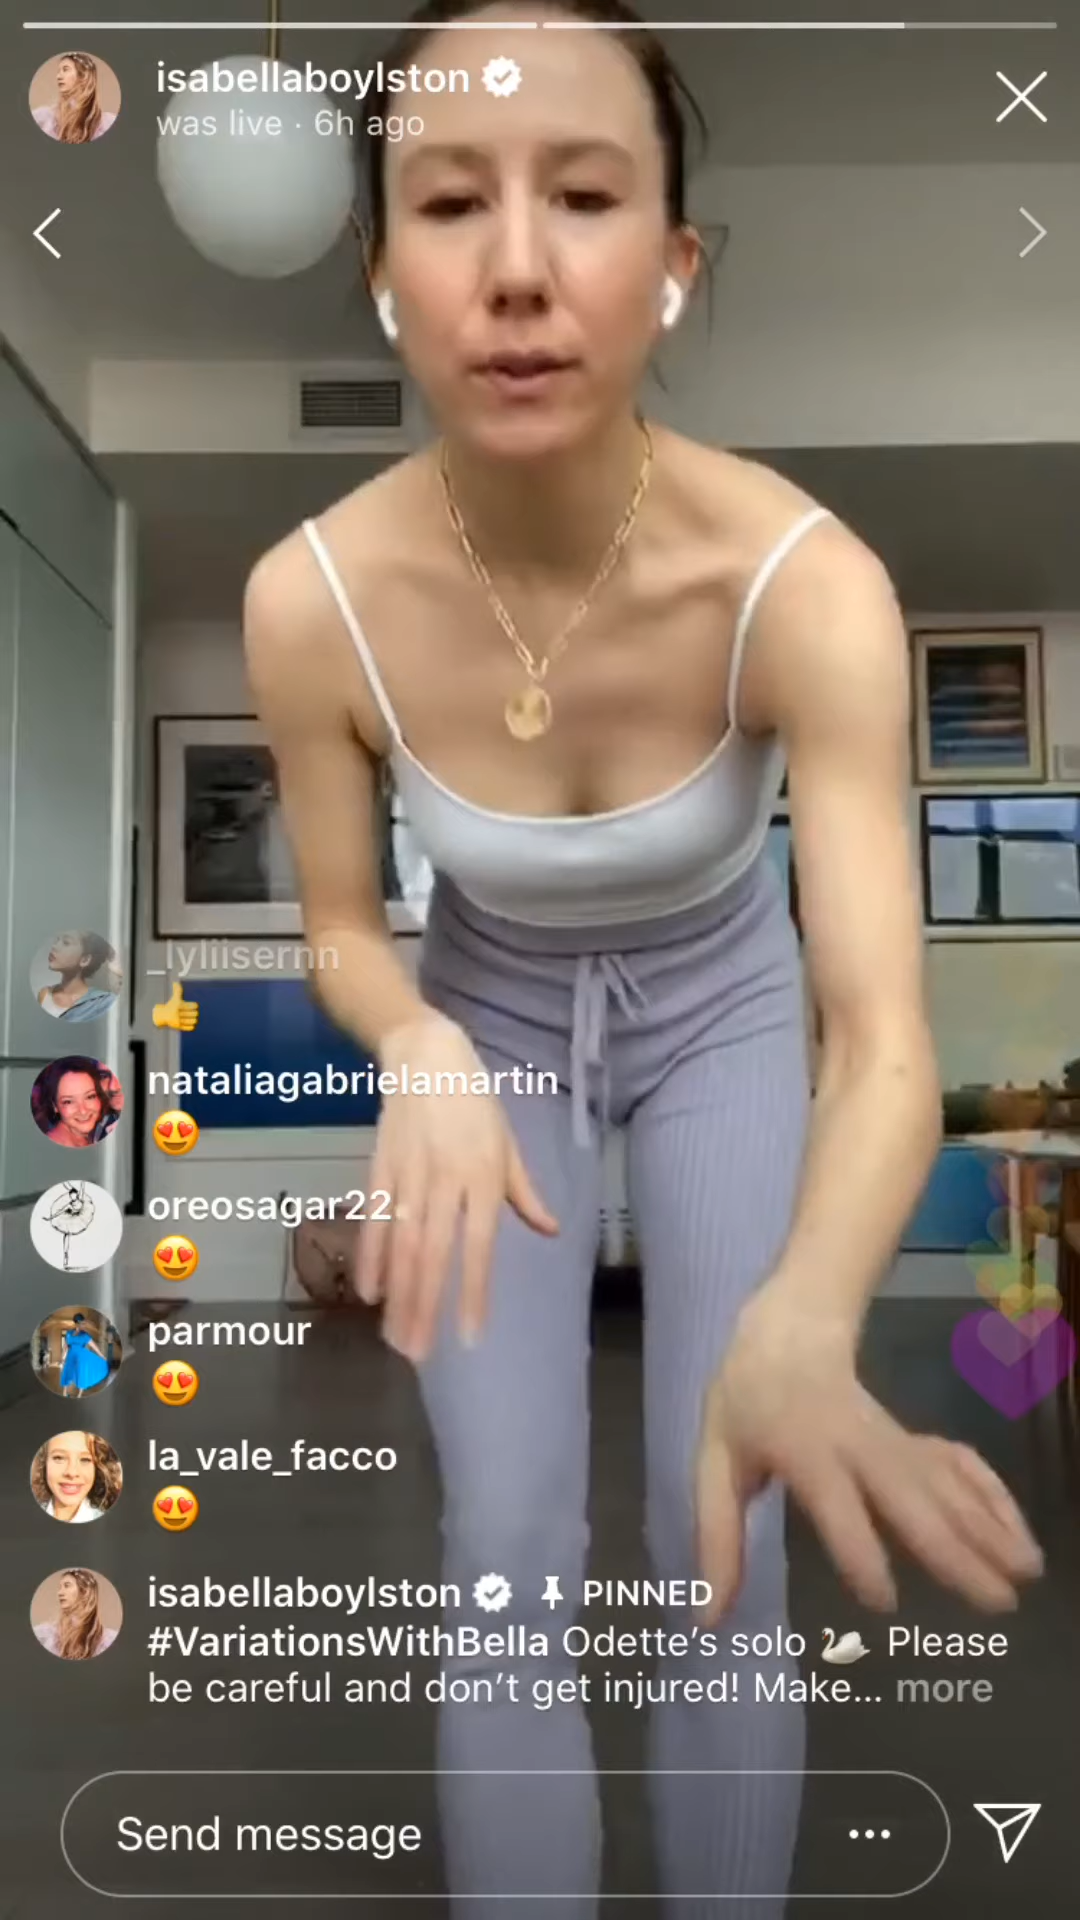 isabellaboylston
was live · 6h ago
_lyliisernn
👍
nataliagabrielamartin
😍
oreosagar22
😍
parmour
😍
la_vale_facco
😍
isabellaboylston PINNED
#VariationsWithBella Odette’s solo 🦢 Please
be careful and don’t get injured! Make... more
Send message